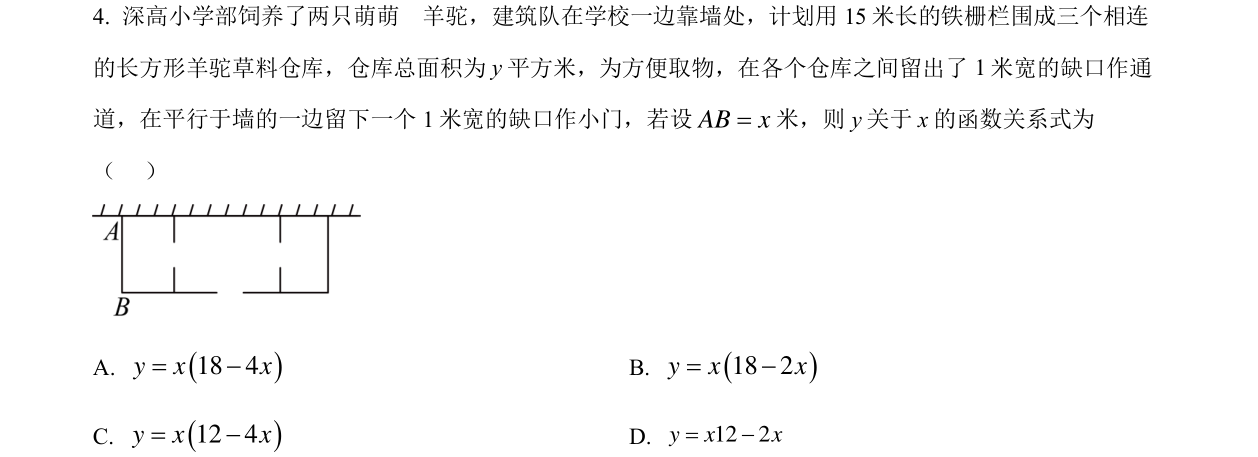 4. 深高小学部饲养了两只萌萌 羊驼，建筑队在学校一边靠墙处，计划用 15 米长的铁栅栏围成三个相连
的长方形羊驼草料仓库，仓库总面积为 y 平方米，为方便取物，在各个仓库之间留出了 1 米宽的缺口作通
道，在平行于墙的一边留下一个 1 米宽的缺口作小门，若设 AB = x 米，则 y 关于 x 的函数关系式为
（ ）
A
B
A. y = x(18 − 4x)
B. y = x(18 − 2x)
C. y = x(12 − 4x)
D. y = x12 − 2x